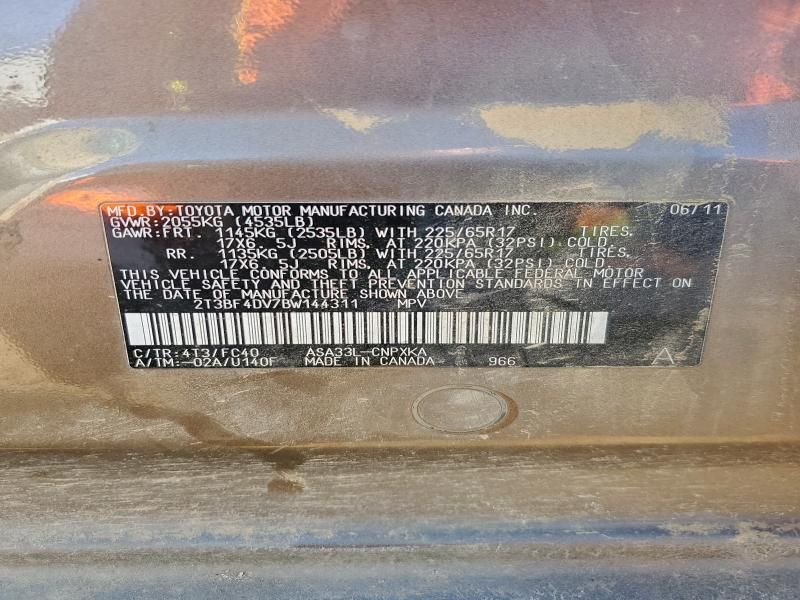 MFD.BY:TOYOTA MOTOR MANUFACTURING CANADA INC. 06/11
GVWR:2055KG (4535LB)
GAWR:FRT. 1145KG (2535LB) WITH 225/65R17 TIRES.
17X6.5J RIMS. AT 220KPA (32PSI) COLD.
RR. 1135KG (2505LB) WITH 225/65R17 TIRES.
17X6.5J RIMS. AT 220KPA (32PSI) COLD.
THIS VEHICLE CONFORMS TO ALL APPLICABLE FEDERAL MOTOR
VEHICLE SAFETY AND THEFT PREVENTION STANDARDS IN EFFECT
ON THE DATE OF MANUFACTURE SHOWN ABOVE
2T3BF4DV7BW144311 MPV
C/TR:4T3/FC40 ASA33L-CNPXKA
A/TM:-02A/U140F MADE IN CANADA 966 A